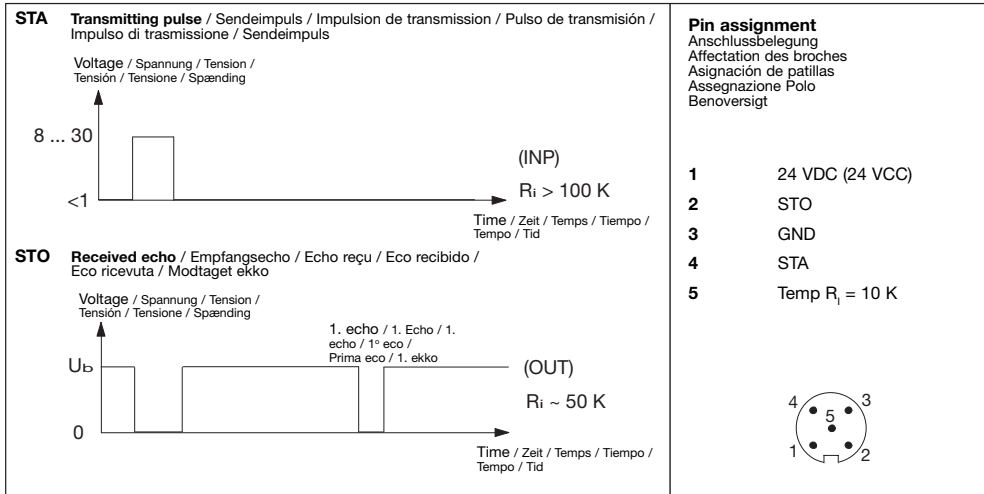 STA Transmitting pulse / Sendeimpuls / Impulsion de transmission / Pulso de transmisión /
Impulso di trasmissione / Sendeimpuls
Voltage / Spannung / Tension /
Tensión / Tensione / Spænding
8 ... 30
<1
(INP)
Ri > 100 K
Time / Zeit / Temps / Tiempo /
Tempo / Tid
STO Received echo / Empfangsecho / Echo reçu / Eco recibido /
Eco ricevuta / Modtaget ekko
Voltage / Spannung / Tension /
Tensión / Tensione / Spænding
1. echo / 1. Echo / 1.
echo / 1º eco /
Prima eco / 1. ekko
Ub
0
(OUT)
Ri ~ 50 K
Time / Zeit / Temps / Tiempo /
Tempo / Tid
Pin assignment
Anschlussbelegung
Affectation des broches
Asignación de patillas
Assegnazione Polo
Benoversigt
1 24 VDC (24 VCC)
2 STO
3 GND
4 STA
5 Temp RI = 10 K
4 3
5
1 2